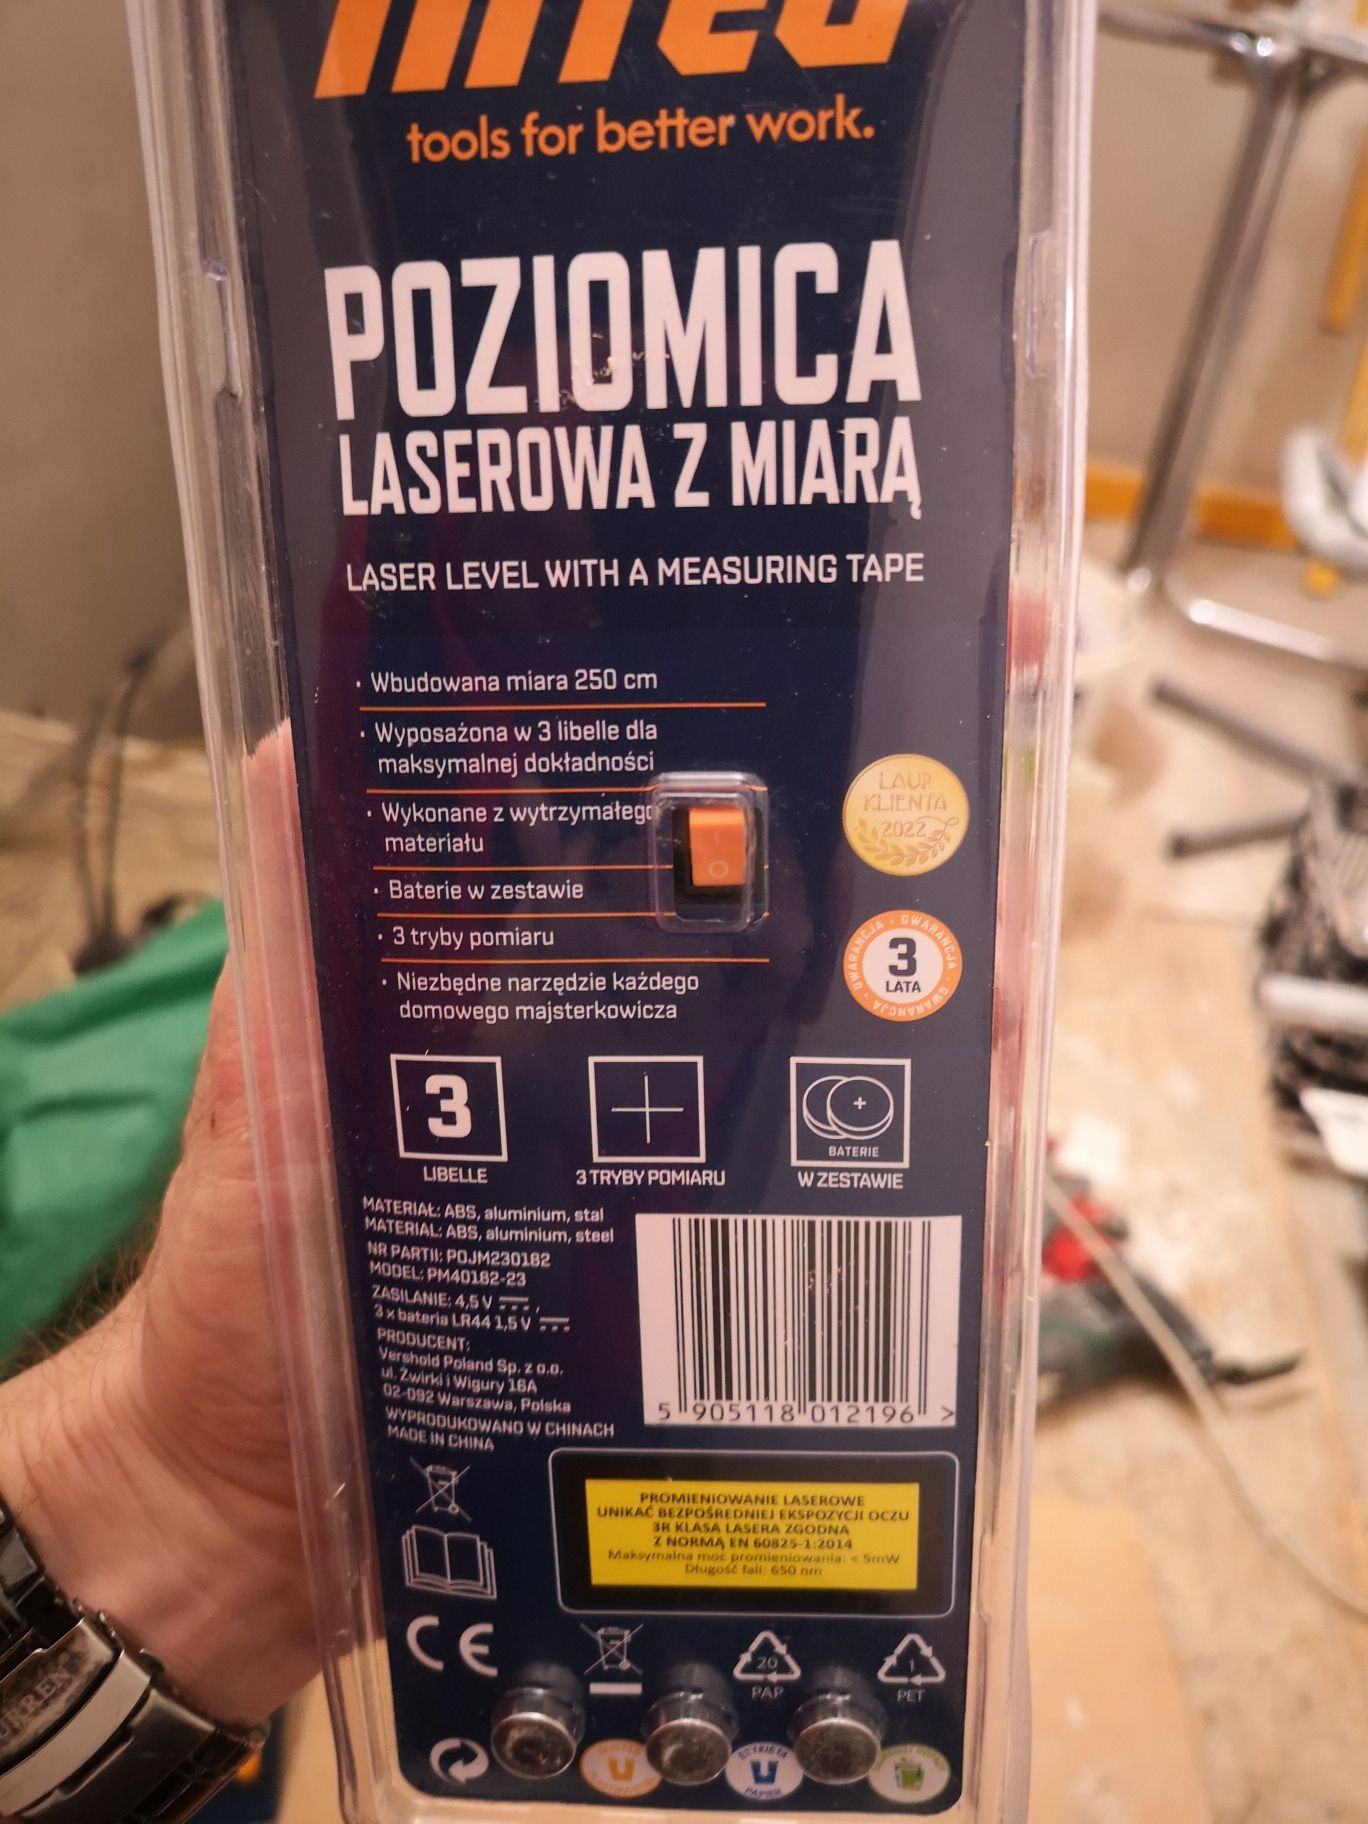 tools for better work.
POZIOMICA
LASEROWA Z MIARĄ
LASER LEVEL WITH A MEASURING TAPE
• Wbudowana miara 250 cm
• Wyposażona w 3 libelle dla
maksymalnej dokładności
• Wykonane z wytrzymałego
materiału
• Baterie w zestawie
• 3 tryby pomiaru
• Niezbędne narzędzie każdego
domowego majsterkowicza
LAUR
KLIENTA
2022
GWARANCJA • GWARANCJA • GWARANCJA
3
LATA
3
LIBELLE
3 TRYBY POMIARU
BATERIE
W ZESTAWIE
MATERIAŁ: ABS, aluminium, stal
MATERIAL: ABS, aluminium, steel
NR PARTII: POJM230182
MODEL: PM40182-23
ZASILANIE: 4,5 V
3 x bateria LR44 1,5 V
PRODUCENT:
Vershold Poland Sp. z o.o.
ul. Żwirki i Wigury 16A
02-092 Warszawa, Polska
WYPRODUKOWANO W CHINACH
MADE IN CHINA
5 905118 012196 >
PROMIENIOWANIE LASEROWE
UNIKAĆ BEZPOŚREDNIEJ EKSPOZYCJI OCZU
3R KLASA LASERA ZGODNA
Z NORMĄ EN 60825-1:2014
Maksymalna moc promieniowania: < 5mW
Długość fali: 650 nm
CE
20
PAP
1
PET
ETYKIETA
PAPIER